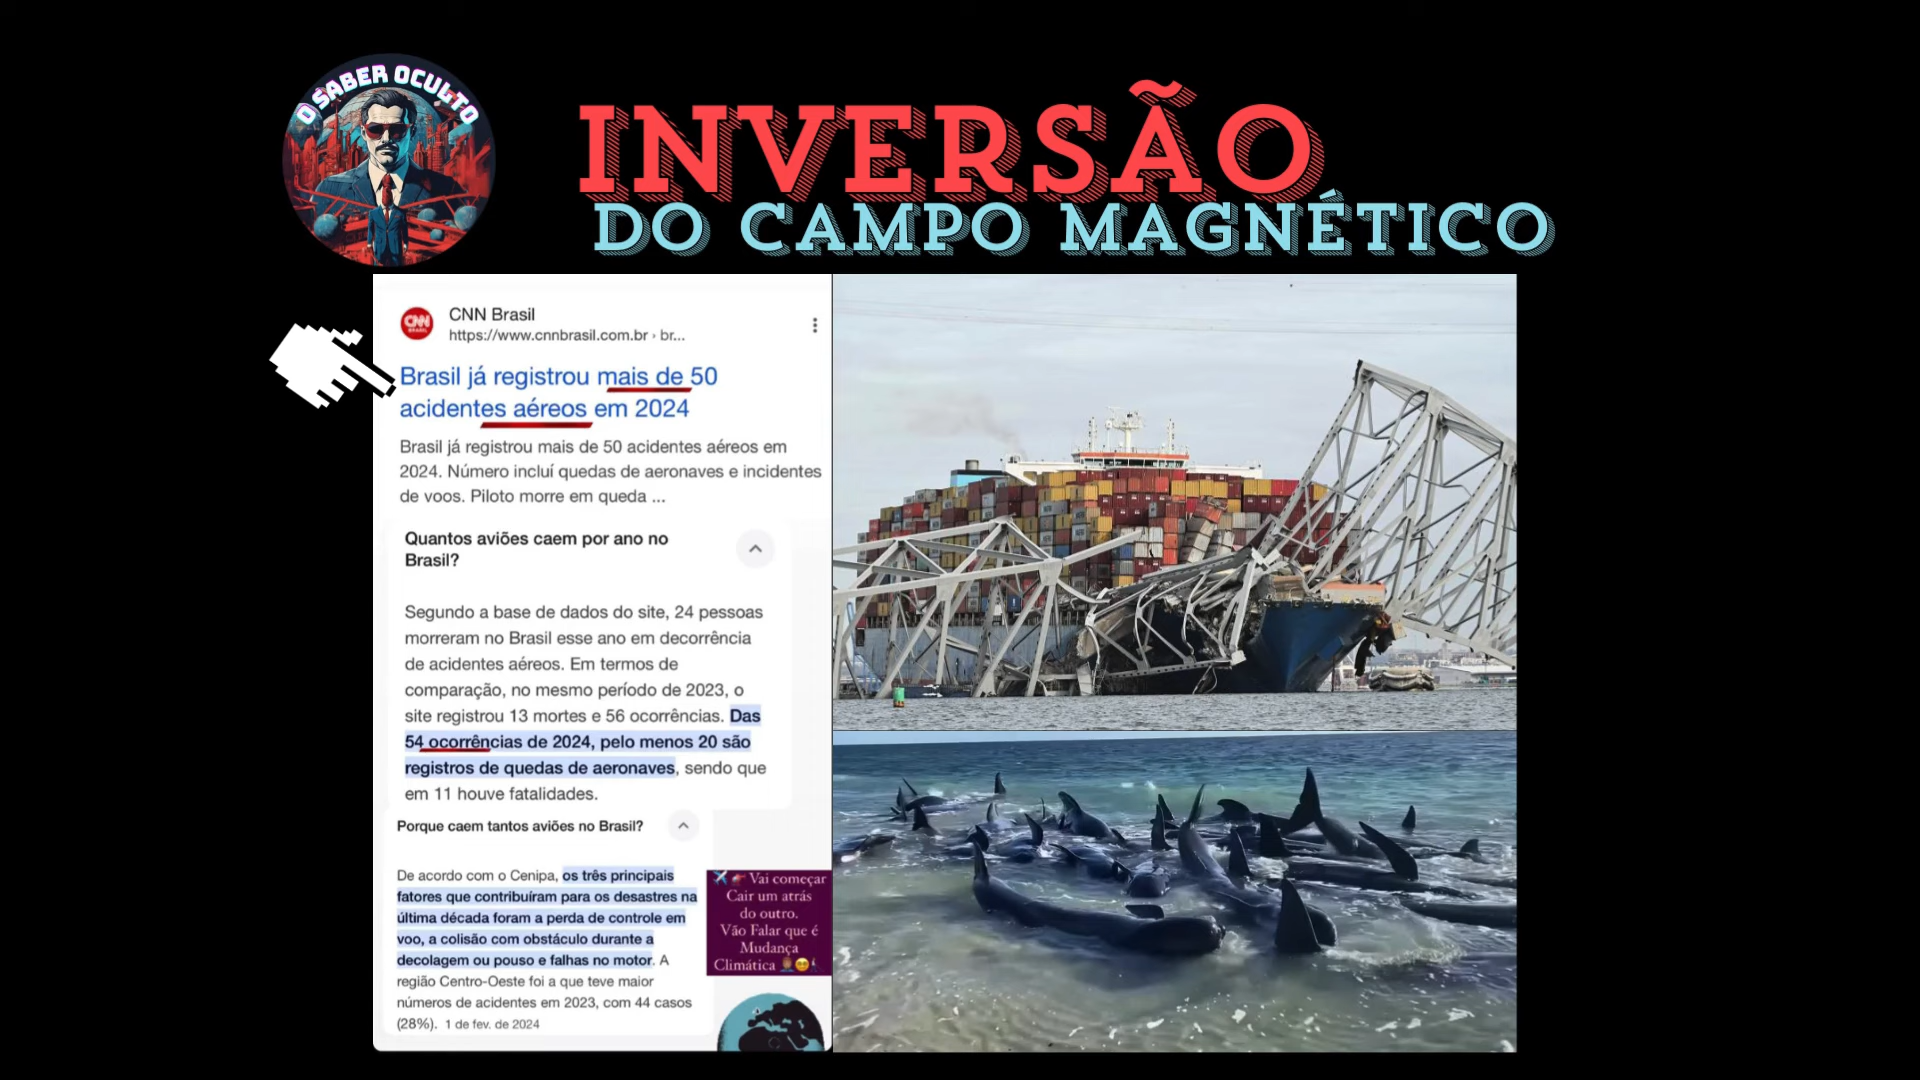 O SABER OCULTO
INVERSÃO
DO CAMPO MAGNÉTICO
CNN Brasil
https://www.cnnbrasil.com.br › br...
CNN
BRASIL
Brasil já registrou mais de 50
acidentes aéreos em 2024
Brasil já registrou mais de 50 acidentes aéreos em
2024. Número incluí quedas de aeronaves e incidentes
de voos. Piloto morre em queda ...
Quantos aviões caem por ano no
Brasil?
Segundo a base de dados do site, 24 pessoas
morreram no Brasil esse ano em decorrência
de acidentes aéreos. Em termos de
comparação, no mesmo período de 2023, o
site registrou 13 mortes e 56 ocorrências. Das
54 ocorrências de 2024, pelo menos 20 são
registros de quedas de aeronaves, sendo que
em 11 houve fatalidades.
Porque caem tantos aviões no Brasil?
De acordo com o Cenipa, os três principais
fatores que contribuíram para os desastres na
última década foram a perda de controle em
voo, a colisão com obstáculo durante a
decolagem ou pouso e falhas no motor. A
região Centro-Oeste foi a que teve maior
números de acidentes em 2023, com 44 casos
(28%). 1 de fev. de 2024
Vai começar
Cair um atrás
do outro.
Vão Falar que é
Mudança
Climática